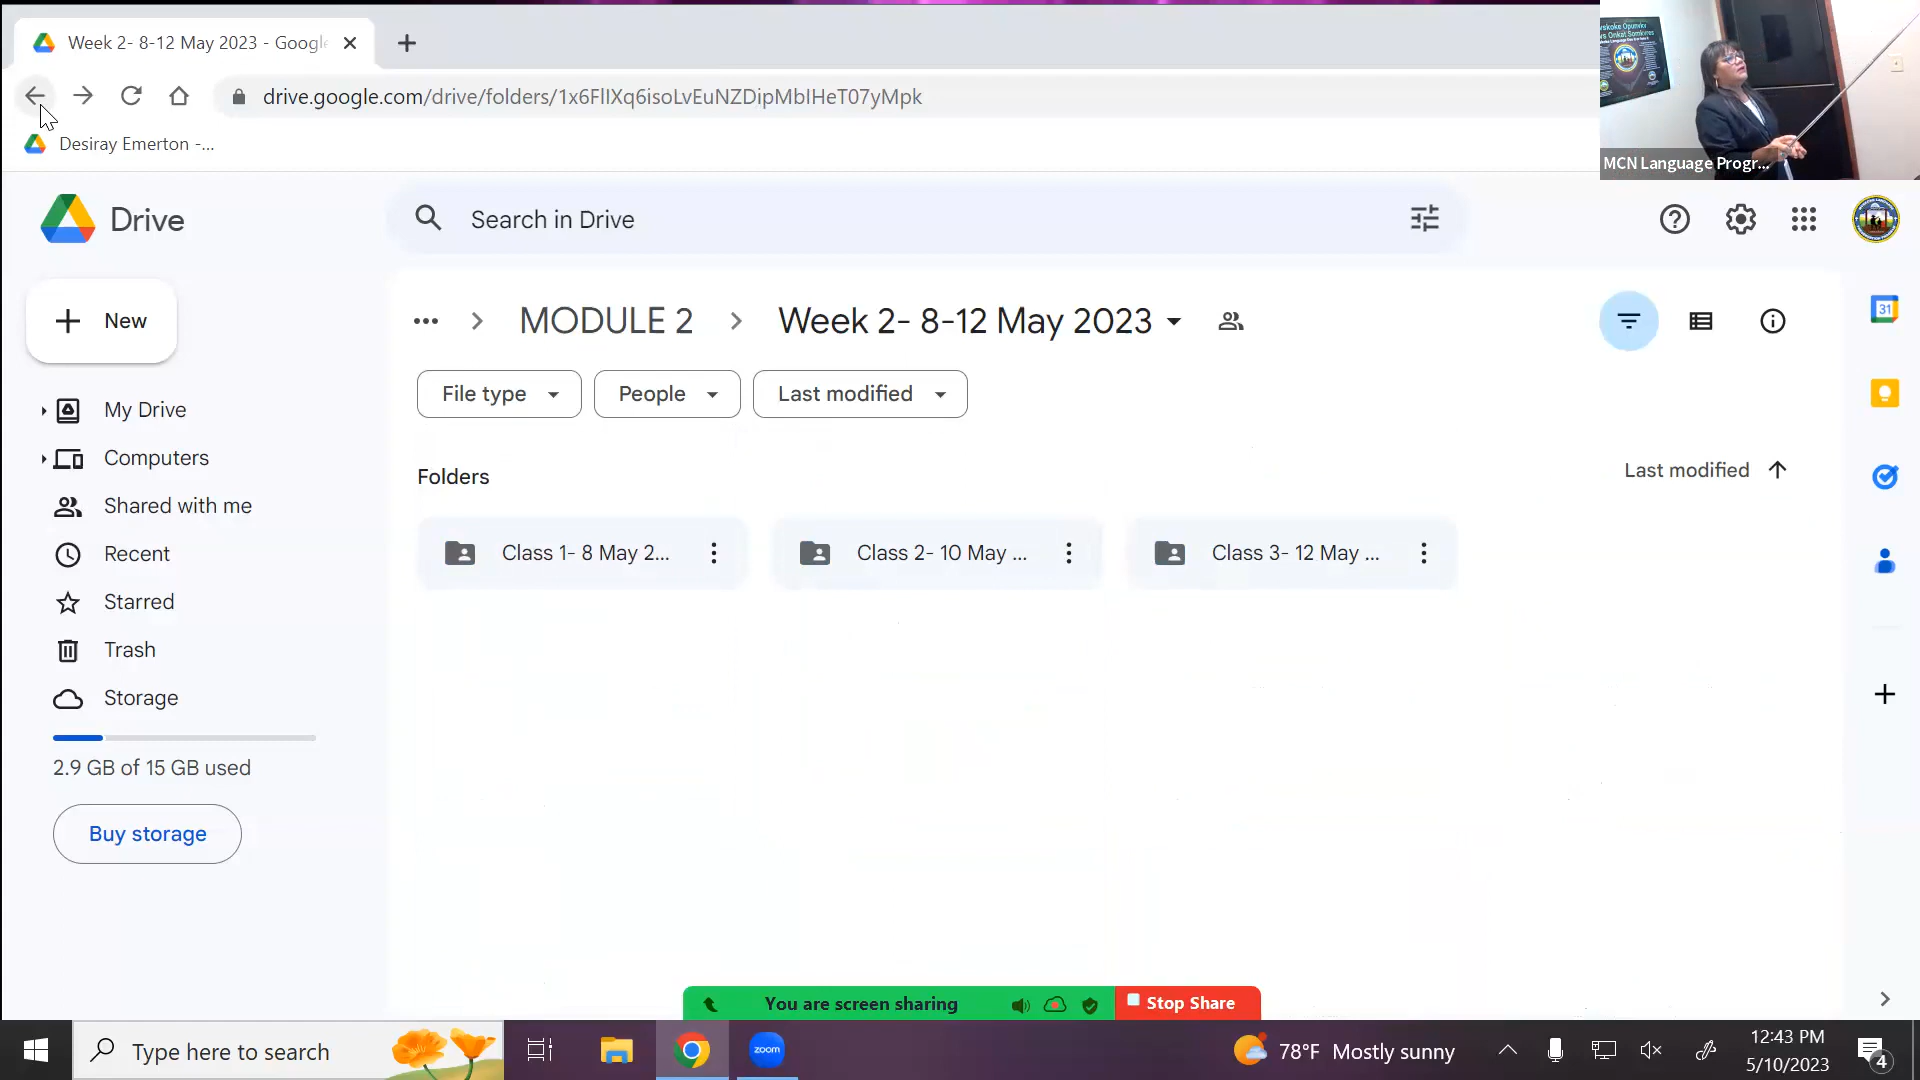 Week 2- 8-12 May 2023 - Google
drive.google.com/drive/folders/1x6FlIXq6isoLvEuNZDipMbIHeT07yMpk
Desiray Emerton -...
MCN Language Progr...
Drive
Search in Drive
New
MODULE 2
Week 2- 8-12 May 2023
File type
People
Last modified
My Drive
Computers
Shared with me
Recent
Starred
Trash
Storage
2.9 GB of 15 GB used
Buy storage
Folders
Last modified
Class 1- 8 May 2...
Class 2- 10 May ...
Class 3- 12 May ...
31
You are screen sharing
Stop Share
Type here to search
zoom
78°F Mostly sunny
12:43 PM
5/10/2023
4